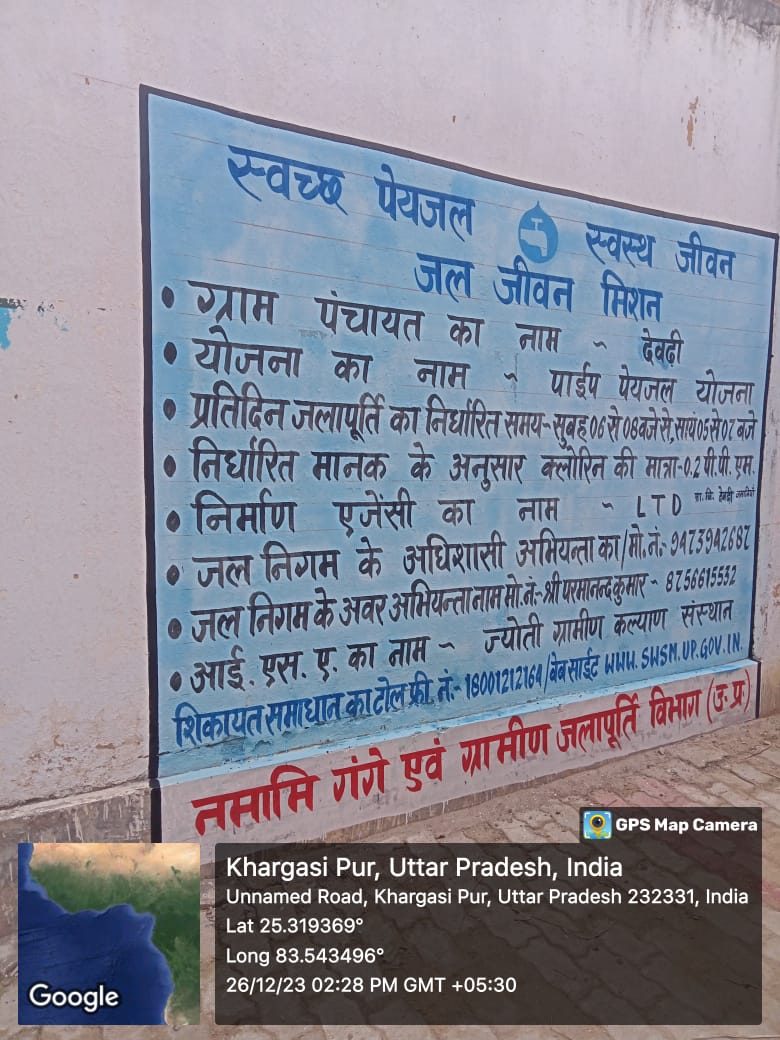 स्वच्छ पेयजल स्वस्थ जीवन
जल जीवन मिशन
• ग्राम पंचायत का नाम ~ देवढ़ी
• योजना का नाम ~ पाईप पेयजल योजना
• प्रतिदिन जलापूर्ति का निर्धारित समय-सुबह 06 से 08 बजे से, सायं 05 से 07 बजे
• निर्धारित मानक के अनुसार क्लोरिन की मात्रा-0.2 पी.पी.एम.
• निर्माण एजेंसी का नाम ~ LTD
• जल निगम के अधिशासी अभियन्ता का/मो.नं.- 9473942687
• जल निगम के अवर अभियन्ता नाम मो.नं-श्री परमानन्द कुमार - 8756615532
• आई. एस. ए. का नाम ~ ज्योती ग्रामीण कल्याण संस्थान
शिकायत समाधान का टोल फ्री. नं:- 18001212164/वेब साईट WWW. SWSM.UP.GOV.IN.
नमामि गंगे एवं ग्रामीण जलापूर्ति विभाग (उ. प्र.)
GPS Map Camera
Khargasi Pur, Uttar Pradesh, India
Unnamed Road, Khargasi Pur, Uttar Pradesh 232331, India
Lat 25.319369°
Long 83.543496°
26/12/23 02:28 PM GMT +05:30
Google